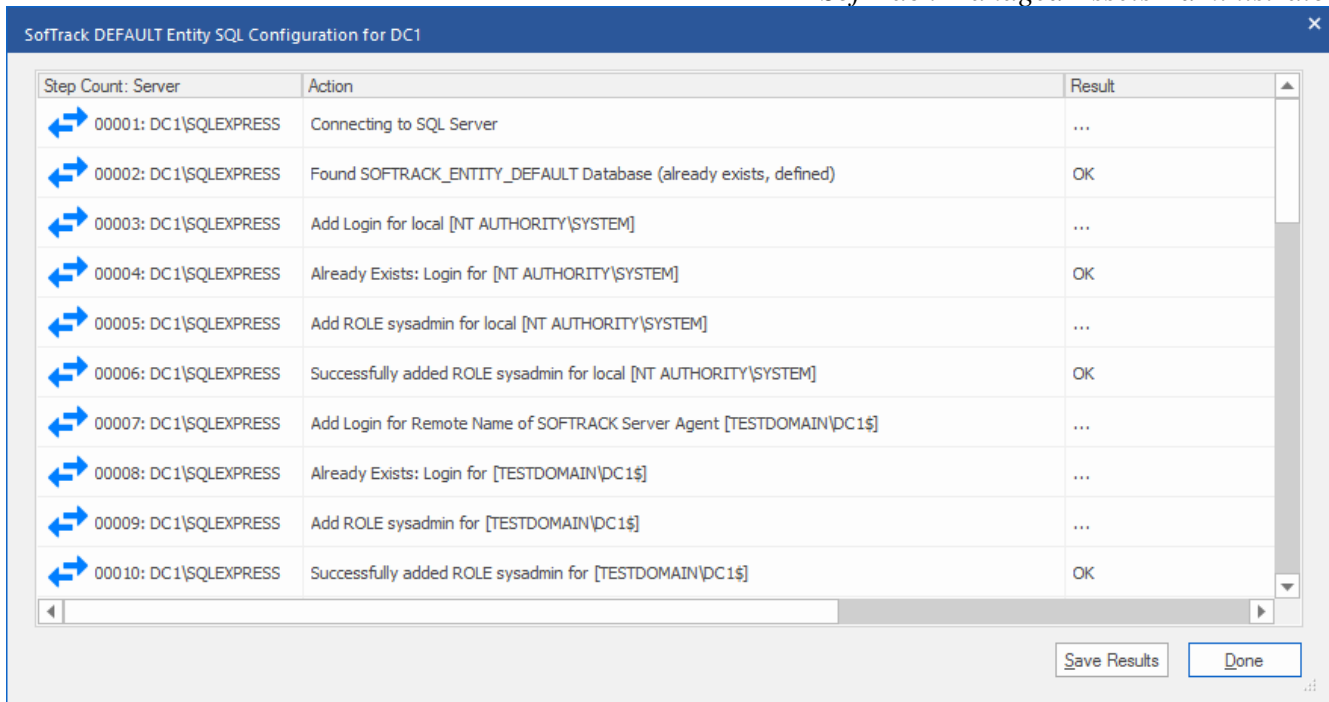 SofTrack DEFAULT Entity SQL Configuration for DC1
Step Count: Server Action Result
00001: DC1\SQLEXPRESS Connecting to SQL Server ...
00002: DC1\SQLEXPRESS Found SOFTRACK_ENTITY_DEFAULT Database (already exists, defined) OK
00003: DC1\SQLEXPRESS Add Login for local [NT AUTHORITY\SYSTEM] ...
00004: DC1\SQLEXPRESS Already Exists: Login for [NT AUTHORITY\SYSTEM] OK
00005: DC1\SQLEXPRESS Add ROLE sysadmin for local [NT AUTHORITY\SYSTEM] ...
00006: DC1\SQLEXPRESS Successfully added ROLE sysadmin for local [NT AUTHORITY\SYSTEM] OK
00007: DC1\SQLEXPRESS Add Login for Remote Name of SOFTRACK Server Agent [TESTDOMAIN\DC1$] ...
00008: DC1\SQLEXPRESS Already Exists: Login for [TESTDOMAIN\DC1$] ...
00009: DC1\SQLEXPRESS Add ROLE sysadmin for [TESTDOMAIN\DC1$] ...
00010: DC1\SQLEXPRESS Successfully added ROLE sysadmin for [TESTDOMAIN\DC1$] OK
Save Results Done